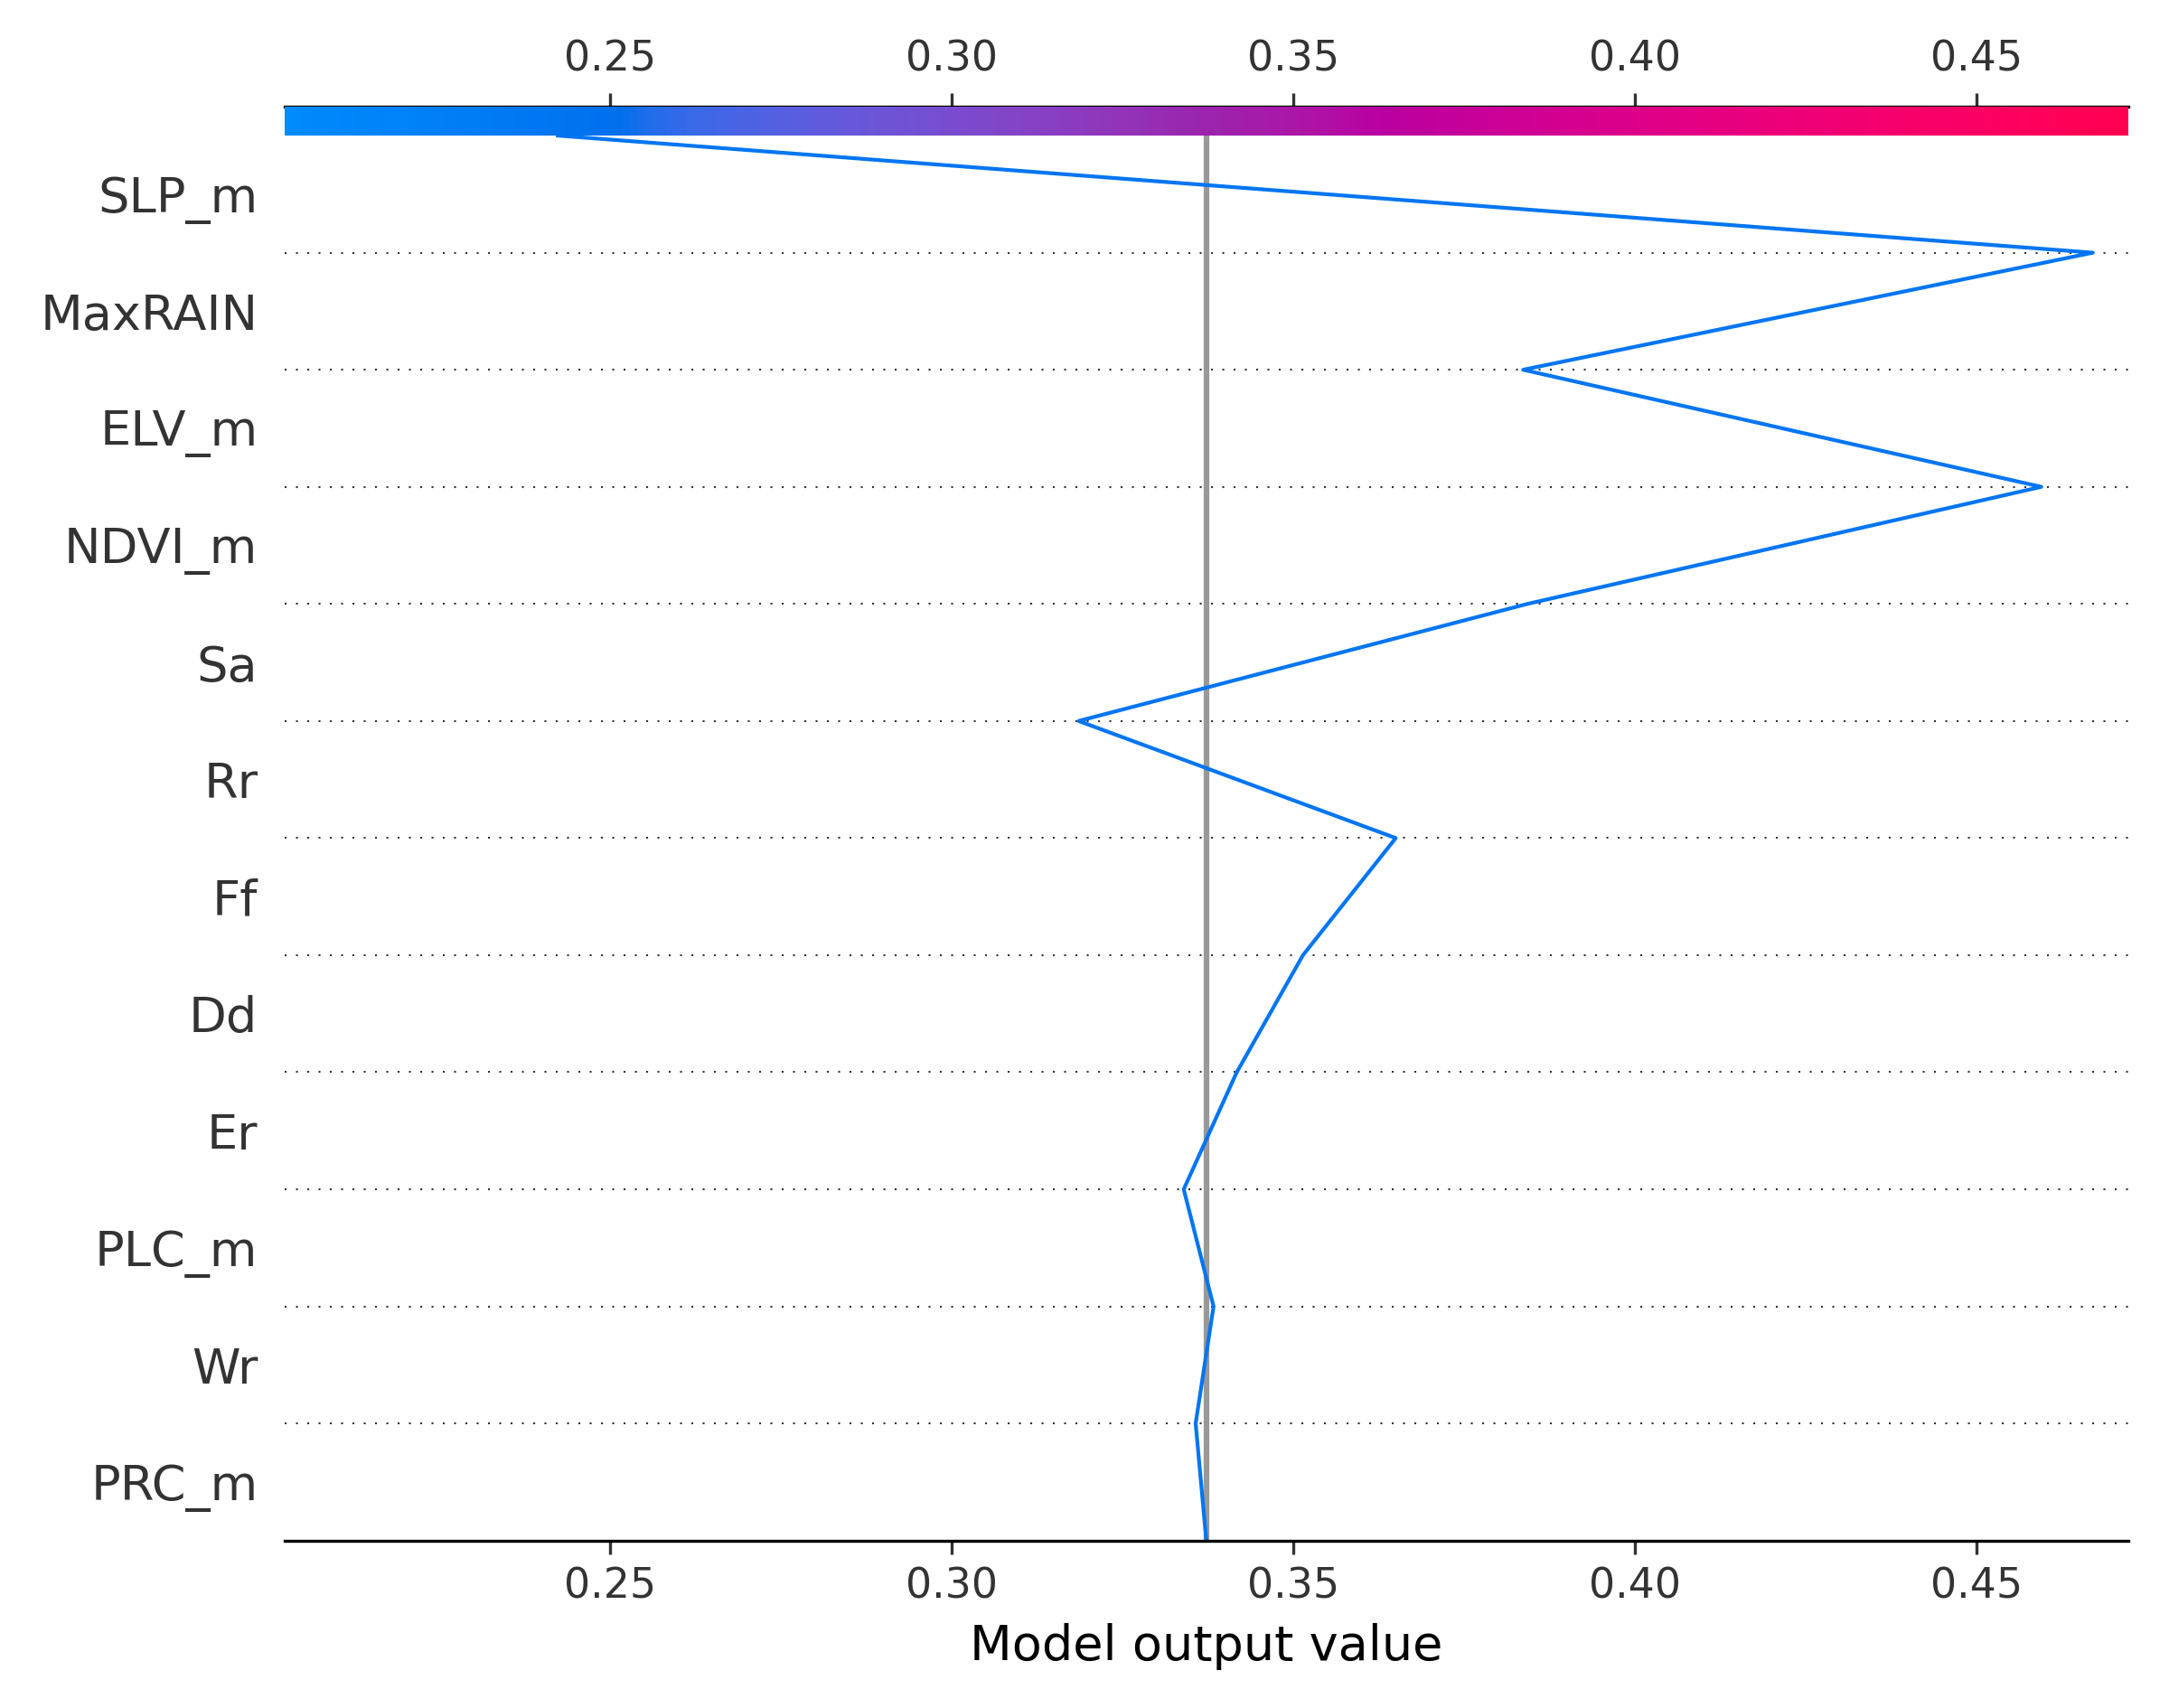 0.25 0.30 0.35 0.40 0.45
SLP_m
MaxRAIN
ELV_m
NDVI_m
Sa
Rr
Ff
Dd
Er
PLC_m
Wr
PRC_m
0.25 0.30 0.35 0.40 0.45
Model output value